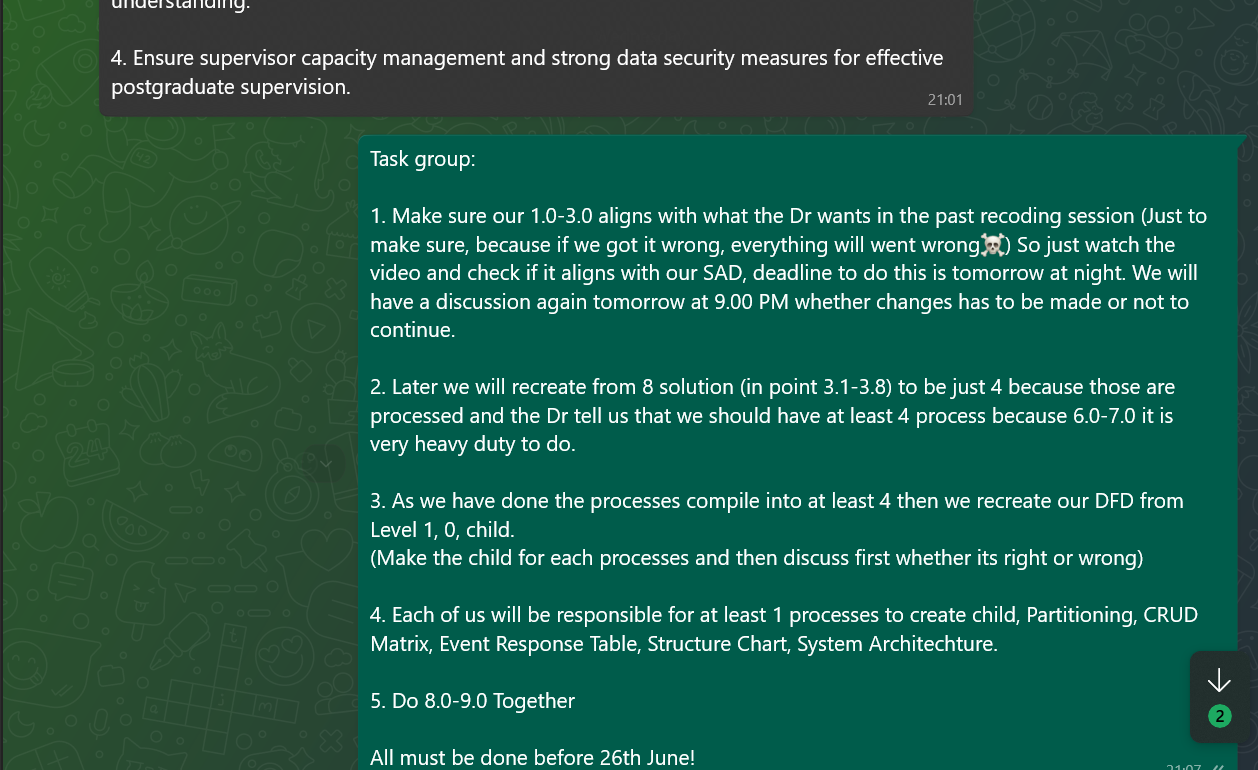 understanding.
4. Ensure supervisor capacity management and strong data security measures for effective
postgraduate supervision.
21:01
Task group:
1. Make sure our 1.0-3.0 aligns with what the Dr wants in the past recoding session (Just to
make sure, because if we got it wrong, everything will went wrong☠️) So just watch the
video and check if it aligns with our SAD, deadline to do this is tomorrow at night. We will
have a discussion again tomorrow at 9.00 PM whether changes has to be made or not to
continue.
2. Later we will recreate from 8 solution (in point 3.1-3.8) to be just 4 because those are
processed and the Dr tell us that we should have at least 4 process because 6.0-7.0 it is
very heavy duty to do.
3. As we have done the processes compile into at least 4 then we recreate our DFD from
Level 1, 0, child.
(Make the child for each processes and then discuss first whether its right or wrong)
4. Each of us will be responsible for at least 1 processes to create child, Partitioning, CRUD
Matrix, Event Response Table, Structure Chart, System Architechture.
5. Do 8.0-9.0 Together
2
All must be done before 26th June!
21:07